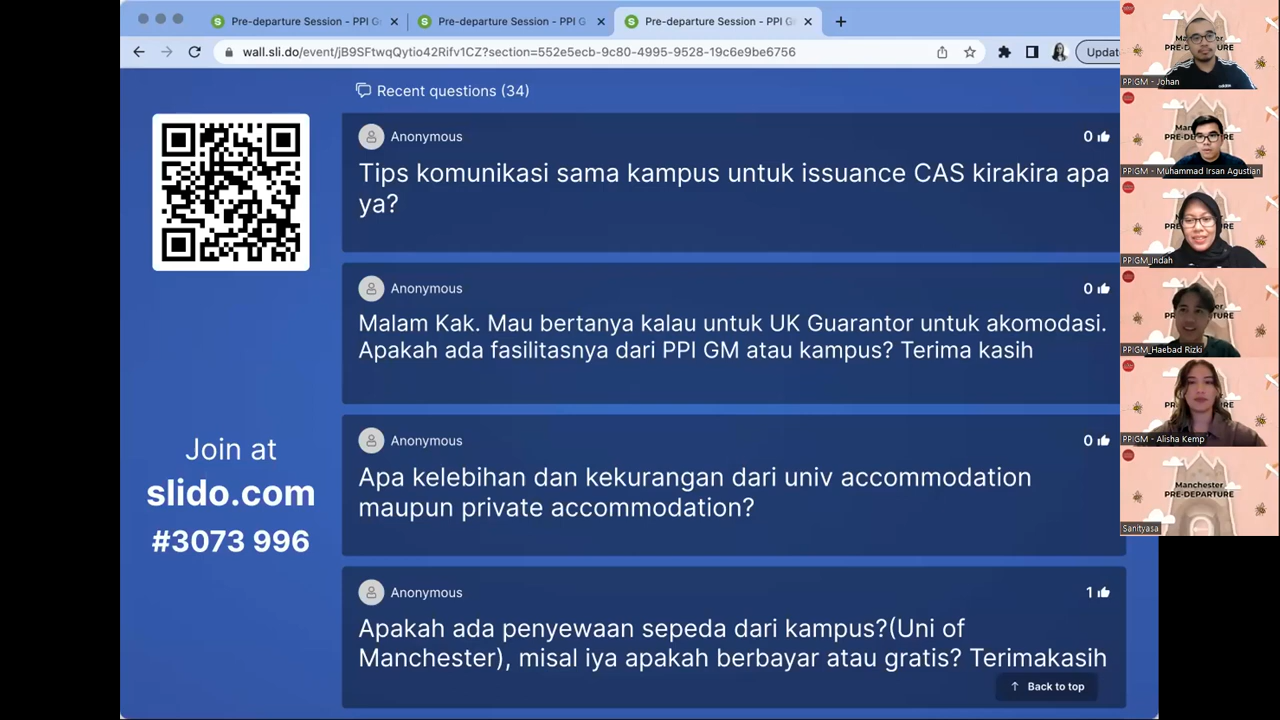 Pre-departure Session - PPI G
Pre-departure Session - PPI G
Pre-departure Session - PPI G
wall.sli.do/event/jB9SFtwqQytio42Rifv1CZ?section=552e5ecb-9c80-4995-9528-19c6e9be6756
Updat
Recent questions (34)
Anonymous
0
Tips komunikasi sama kampus untuk issuance CAS kirakira apa
ya?
Anonymous
0
Malam Kak. Mau bertanya kalau untuk UK Guarantor untuk akomodasi.
Apakah ada fasilitasnya dari PPI GM atau kampus? Terima kasih
Anonymous
0
Apa kelebihan dan kekurangan dari univ accommodation
maupun private accommodation?
Anonymous
1
Apakah ada penyewaan sepeda dari kampus?(Uni of
Manchester), misal iya apakah berbayar atau gratis? Terimakasih
Back to top
Join at
slido.com
#3073 996
PPIGM - Johan
PPIGM - Muhammad Irsan Agustian
PPIGM_Indah
PPIGM_Haebad Rizki
PPIGM - Alisha Kemp
Manchester
PRE-DEPARTURE
Sanityasa